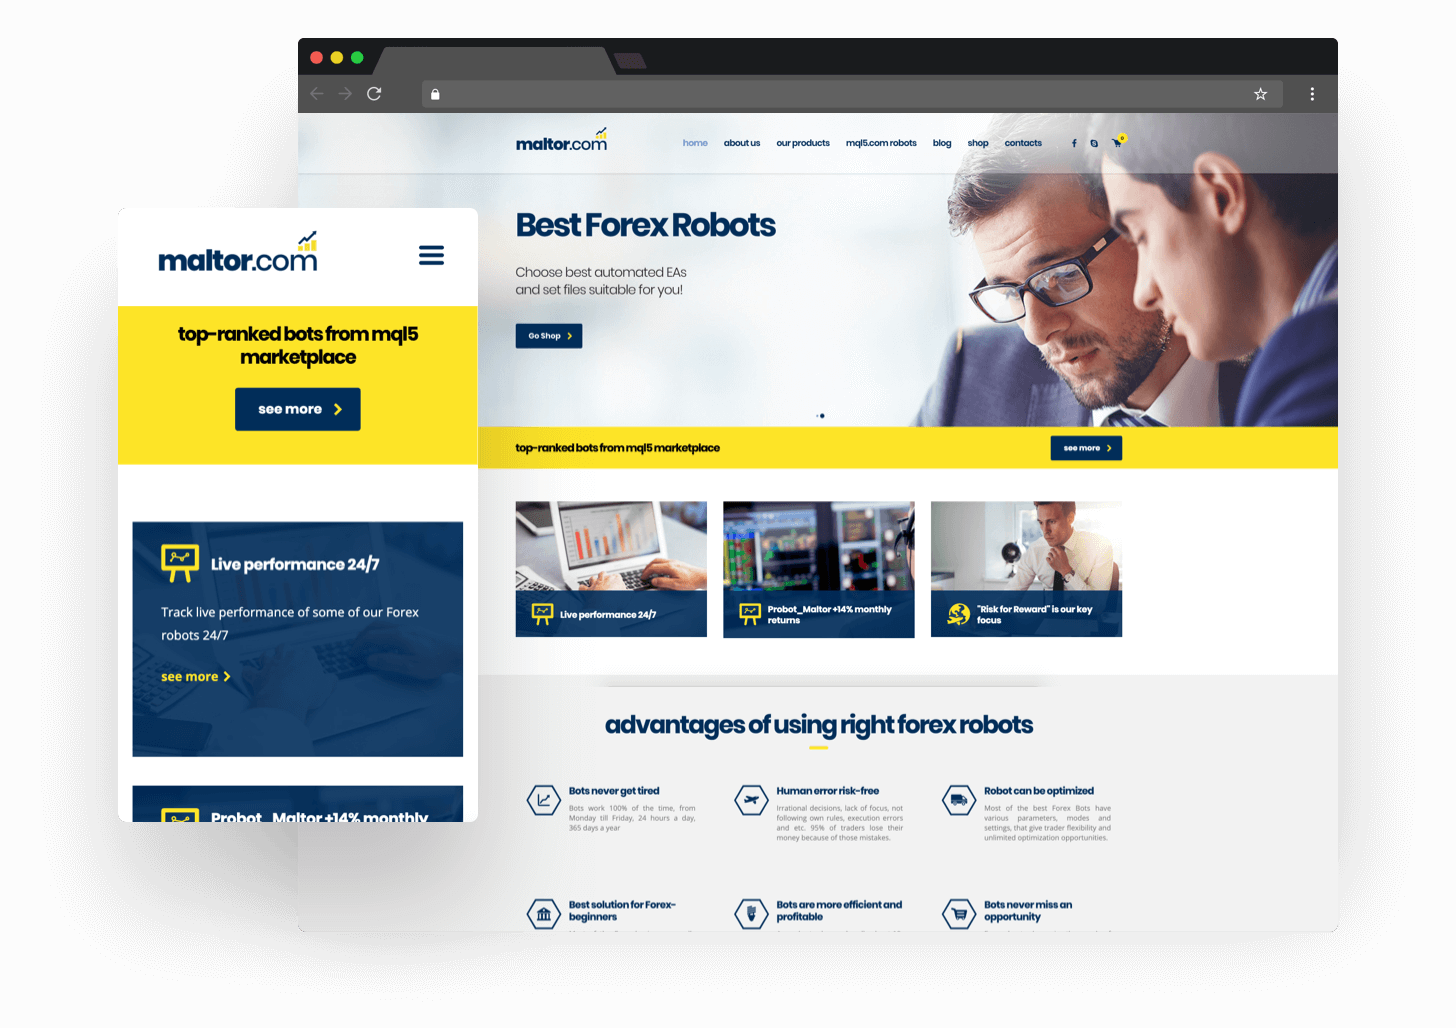 maltor.com
home about us our products mql5.com robots blog shop contacts
0
Best Forex Robots
Choose best automated EAs
and set files suitable for you!
Go Shop
top-ranked bots from mql5 marketplace
see more
Live performance 24/7
Probot_Maltor +14% monthly
returns
"Risk for Reward" is our key
focus
advantages of using right forex robots
Bots never get tired
Bots work 100% of the time, from
Monday till Friday, 24 hours a day,
365 days a year
Human error risk-free
Irrational decisions, lack of focus, not
following own rules, execution errors
and etc. 95% of traders lose their
money because of those mistakes.
Robot can be optimized
Most of the best Forex Bots have
various parameters, modes and
settings, that give trader flexibility and
unlimited optimization opportunities.
Best solution for Forex-
beginners
Bots are more efficient and
profitable
Bots never miss an
opportunity
maltor.com
top-ranked bots from mql5
marketplace
see more
Live performance 24/7
Track live performance of some of our Forex
robots 24/7
see more
Probot_Maltor +14% monthly